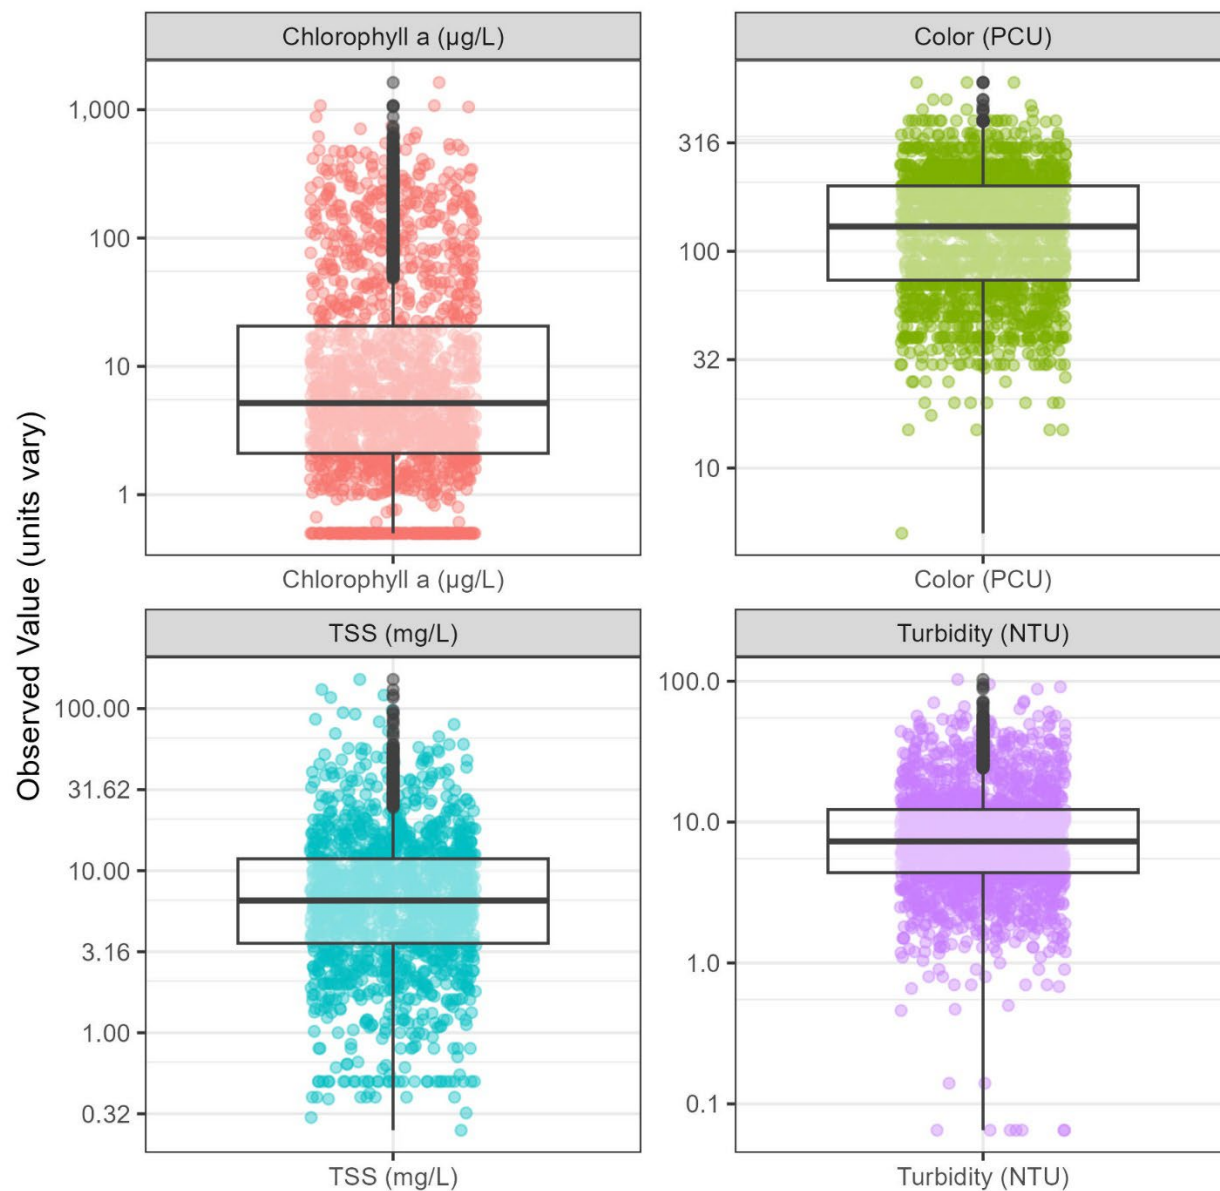 Chlorophyll a (µg/L)
Color (PCU)
1,000
100
10
1
316
100
32
10
Chlorophyll a (µg/L)
Color (PCU)
Observed Value (units vary)
TSS (mg/L)
Turbidity (NTU)
100.00
31.62
10.00
3.16
1.00
0.32
100.0
10.0
1.0
0.1
TSS (mg/L)
Turbidity (NTU)